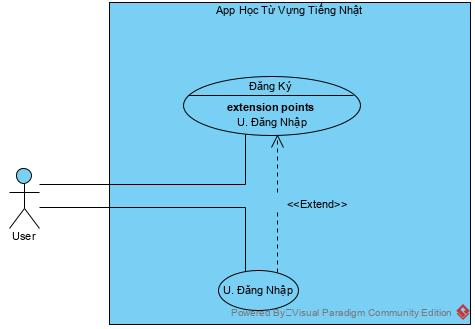 App Học Từ Vựng Tiếng Nhật
Đăng Ký
extension points
U. Đăng Nhập
<<Extend>>
User
U. Đăng Nhập
Powered By Visual Paradigm Community Edition